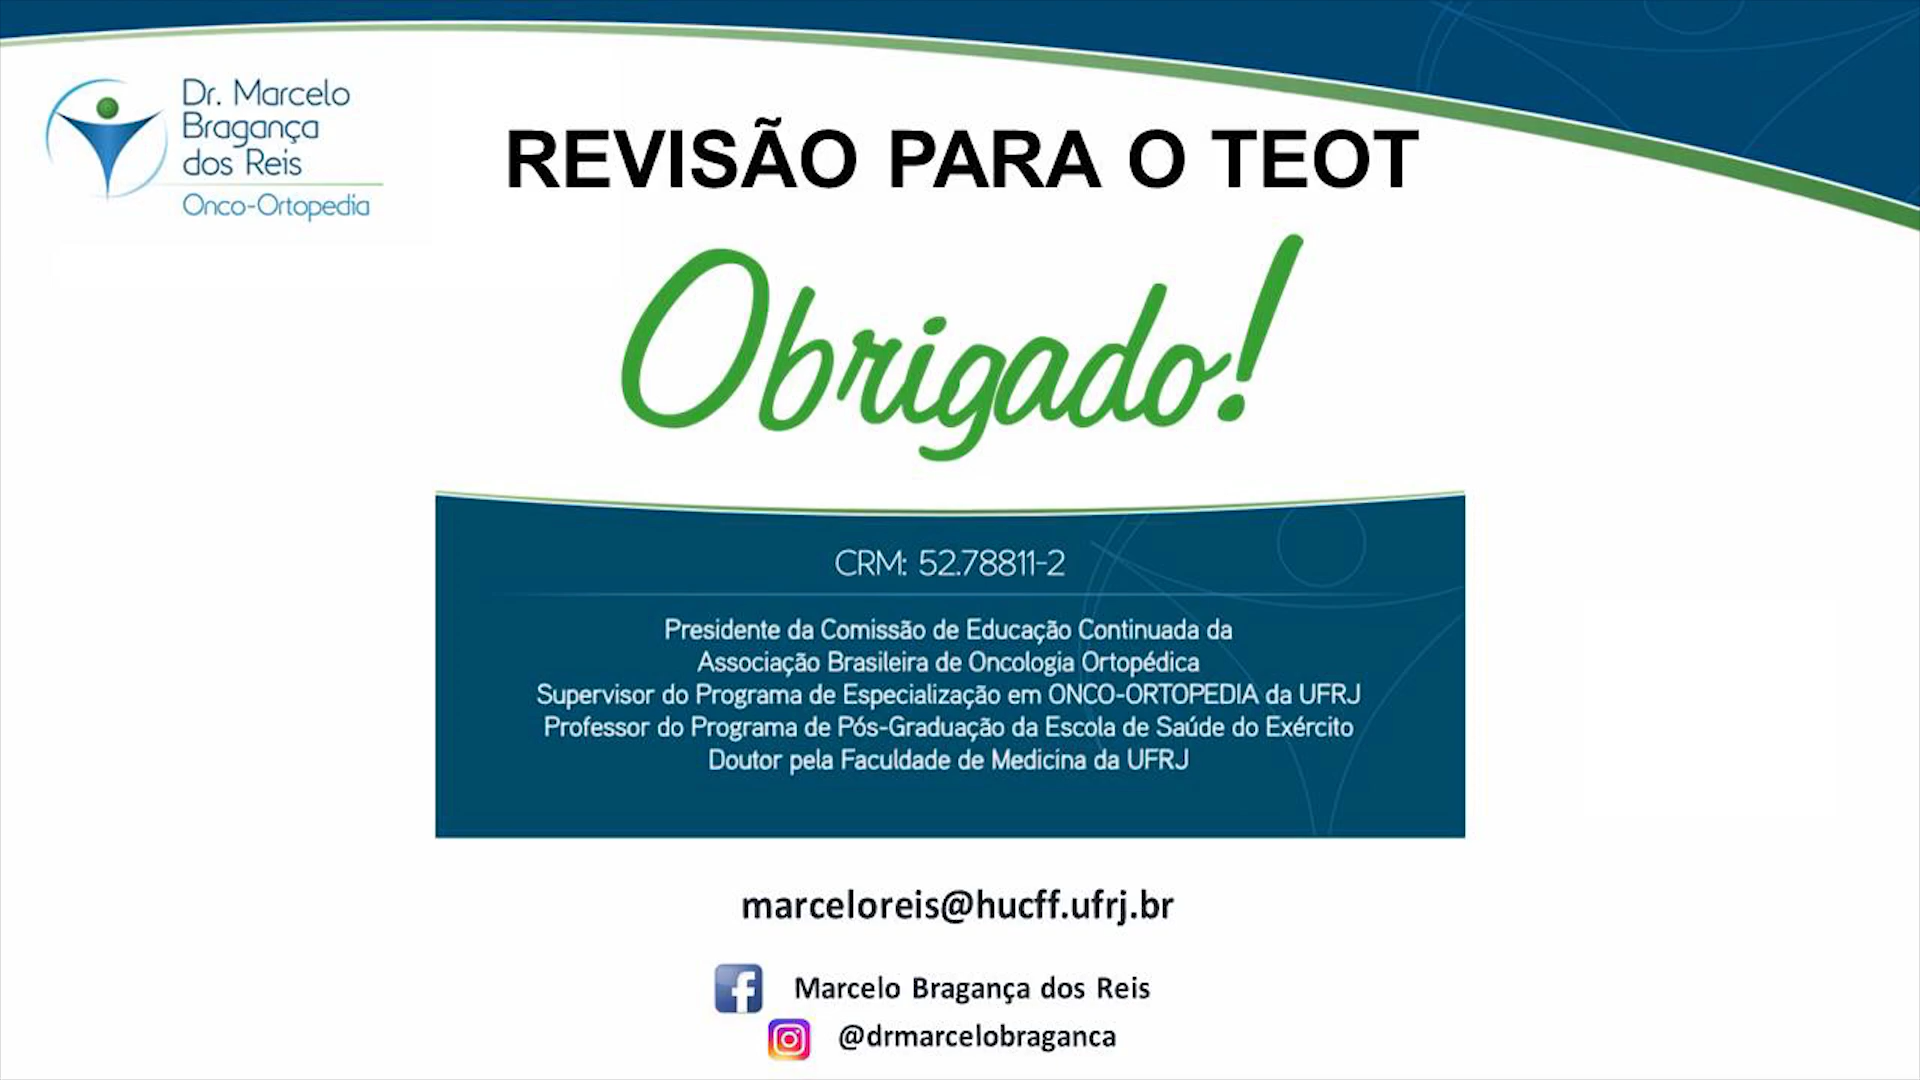 Dr. Marcelo
Bragança
dos Reis
Onco-Ortopedia
REVISÃO PARA O TEOT
Obrigado!
CRM: 52.78811-2
Presidente da Comissão de Educação Continuada da
Associação Brasileira de Oncologia Ortopédica
Supervisor do Programa de Especialização em ONCO-ORTOPEDIA da UFRJ
Professor do Programa de Pós-Graduação da Escola de Saúde do Exército
Doutor pela Faculdade de Medicina da UFRJ
marceloreis@hucff.ufrj.br
Marcelo Bragança dos Reis
@drmarcelobraganca